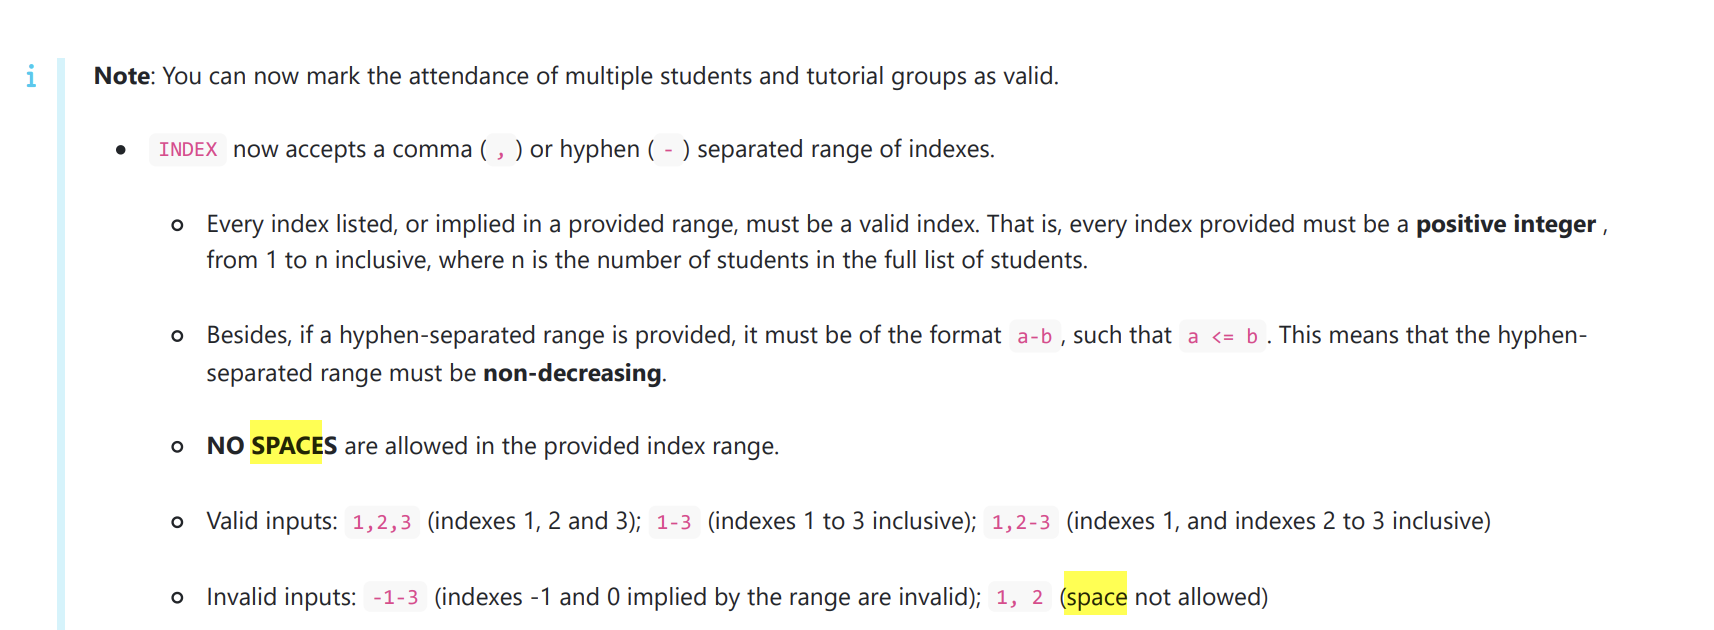 i Note: You can now mark the attendance of multiple students and tutorial groups as valid.
• INDEX now accepts a comma ( , ) or hyphen ( - ) separated range of indexes.
Every index listed, or implied in a provided range, must be a valid index. That is, every index provided must be a positive integer ,
from 1 to n inclusive, where n is the number of students in the full list of students.
Besides, if a hyphen-separated range is provided, it must be of the format a-b , such that a <= b . This means that the hyphen-
separated range must be non-decreasing.
NO SPACES are allowed in the provided index range.
Valid inputs: 1,2,3 (indexes 1, 2 and 3); 1-3 (indexes 1 to 3 inclusive); 1,2-3 (indexes 1, and indexes 2 to 3 inclusive)
Invalid inputs: -1-3 (indexes -1 and 0 implied by the range are invalid); 1, 2 (space not allowed)